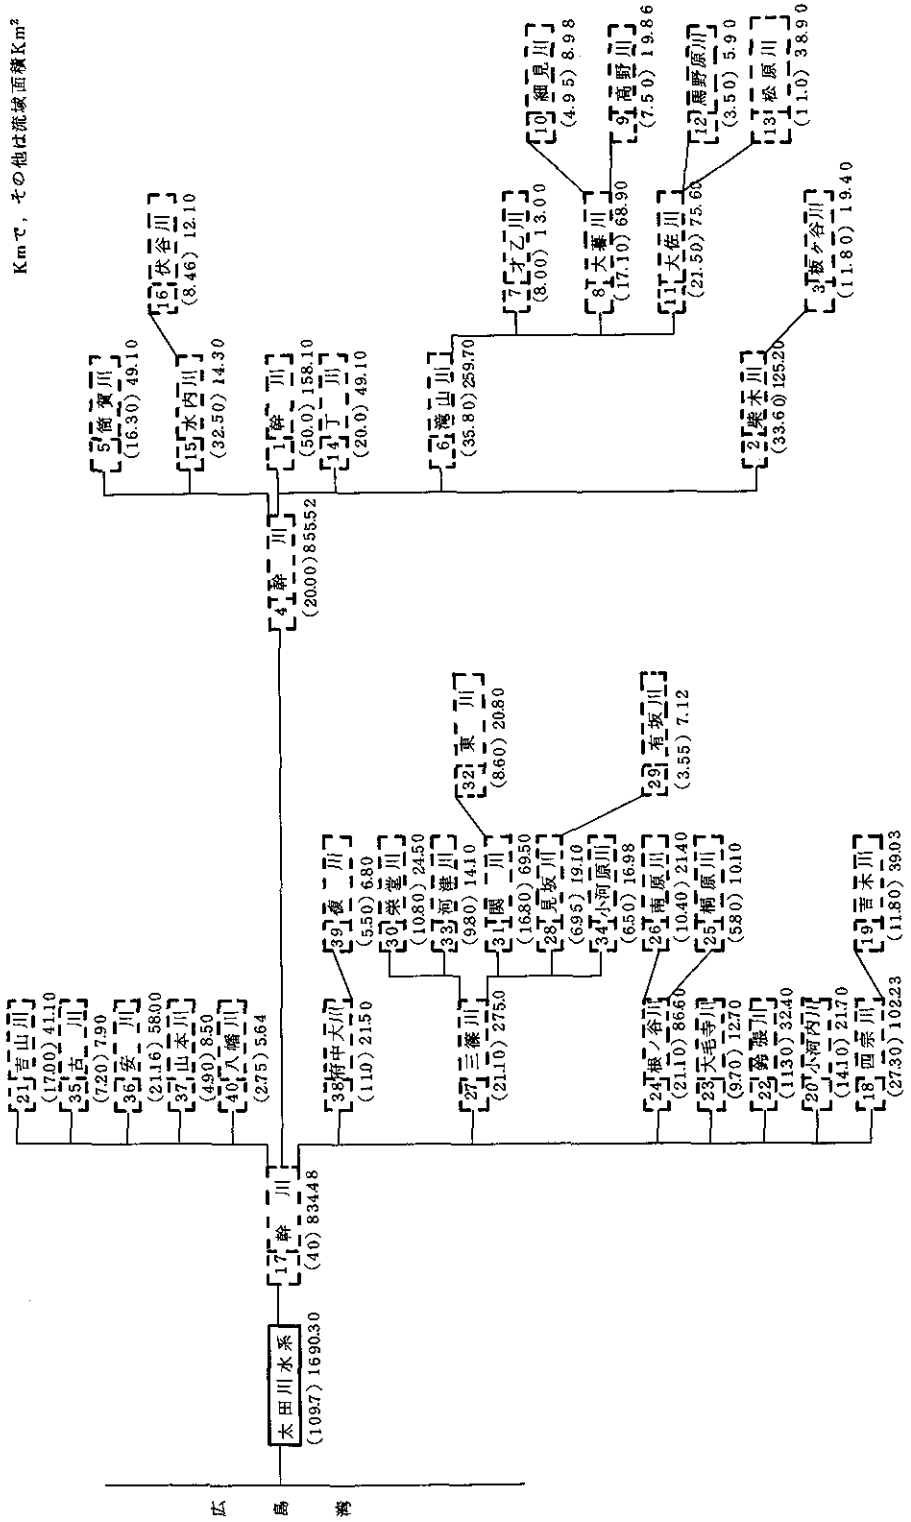 Kmで，その他は流域面積Km²
広島湾
太田川水系
(109.7) 1690.30
17 幹川
(40) 834.48
21 吉山川
(17.00) 41.10
35 古川
(7.20) 7.90
36 安川
(21.16) 58.00
37 山本川
(4.90) 8.50
40 八幡川
(2.75) 5.64
38 府中大川
(1.10) 21.50
39 榎川
(5.50) 6.80
27 三篠川
(21.10) 275.0
30 栄堂川
(10.80) 24.50
33 河津川
(9.80) 14.10
31 関川
(16.80) 69.50
32 東川
(8.60) 20.80
28 見坂川
(6.95) 19.10
29 有坂川
(3.55) 7.12
34 小河原川
(6.50) 16.98
24 根ノ谷川
(21.10) 86.60
26 南原川
(10.40) 21.40
25 桐原川
(5.80) 10.10
23 大毛寺川
(9.70) 12.70
22 鈴張川
(11.30) 32.40
20 小河内川
(14.10) 21.70
18 四宗川
(27.30) 102.23
19 吉木川
(11.80) 39.03
4 幹川
(20.00) 855.52
5 筒賀川
(16.30) 49.10
15 水内川
(32.50) 14.30
16 伏谷川
(8.46) 12.10
1 幹川
(50.0) 158.10
14 丁川
(20.0) 49.10
6 滝山川
(35.80) 259.70
7 才乙川
(8.00) 13.00
8 大暮川
(17.10) 68.90
10 細見川
(4.95) 8.98
9 高野川
(7.50) 19.86
11 大佐川
(21.50) 75.60
12 馬野原川
(3.50) 5.90
13 松原川
(11.0) 38.90
2 柴木川
(33.60) 125.20
3 板ヶ谷川
(11.80) 19.40